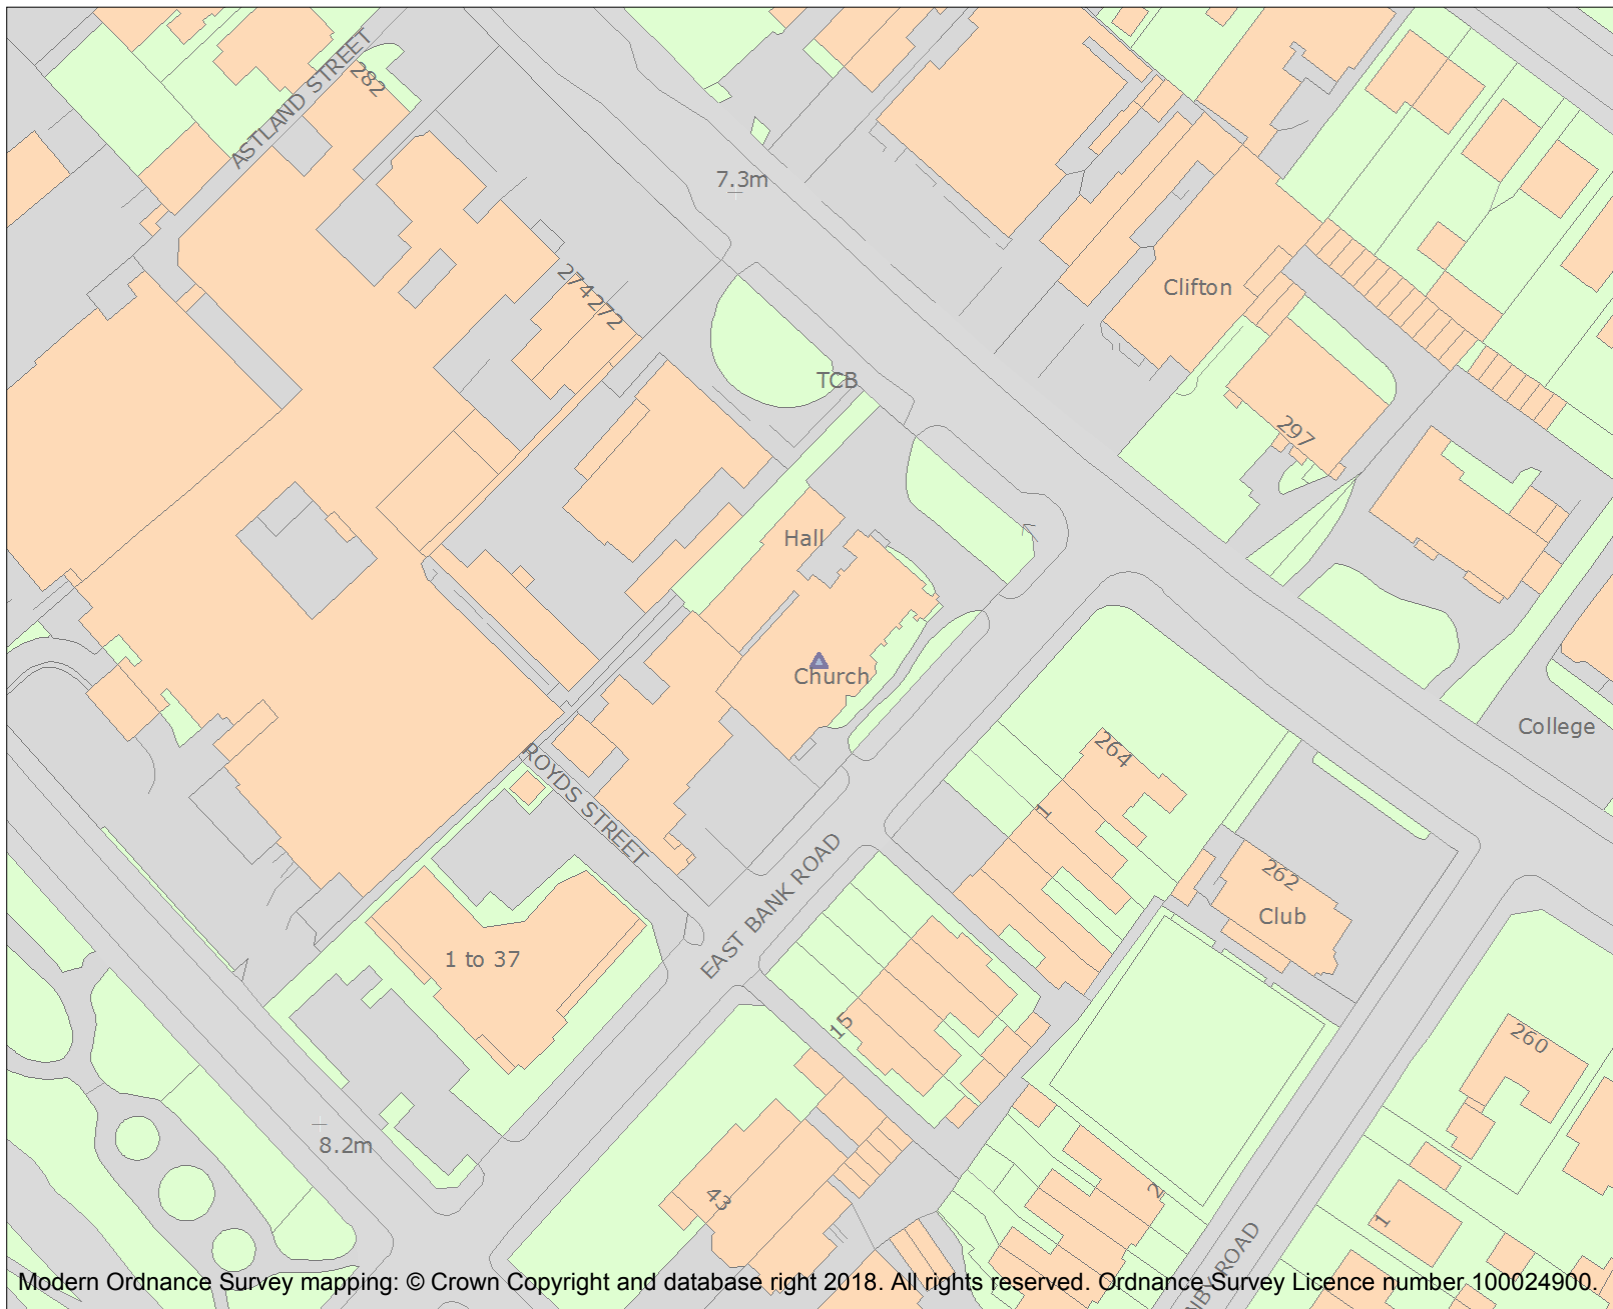 ASTLAND STREET
282
7.3m
274
272
Clifton
TCB
297
Hall
Church
College
264
1
ROYDS STREET
EAST BANK ROAD
262
Club
1 to 37
15
260
8.2m
43
2
1
Modern Ordnance Survey mapping: © Crown Copyright and database right 2018. All rights reserved. Ordnance Survey Licence number 100024900.